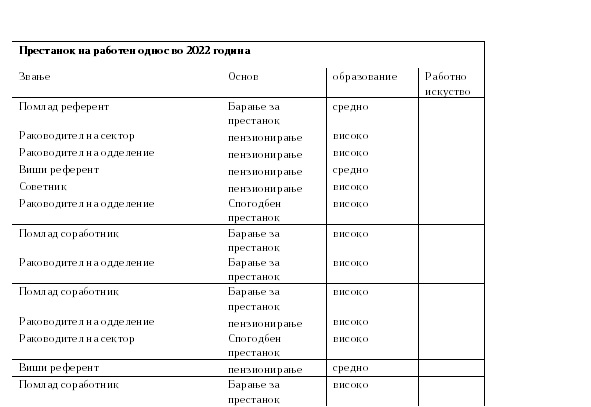 Престанок на работен однос во 2022 година
Звање Основ образование Работно
искуство
Помлад референт Барање за средно
престанок
Раководител на сектор пензионирање високо
Раководител на одделение пензионирање високо
Виши референт пензионирање средно
Советник пензионирање високо
Раководител на одделение Спогодбен високо
престанок
Помлад соработник Барање за високо
престанок
Раководител на одделение Барање за високо
престанок
Помлад соработник Барање за високо
престанок
Раководител на одделение пензионирање високо
Раководител на сектор Спогодбен високо
престанок
Виши референт пензионирање средно
Помлад соработник Барање за високо
престанок